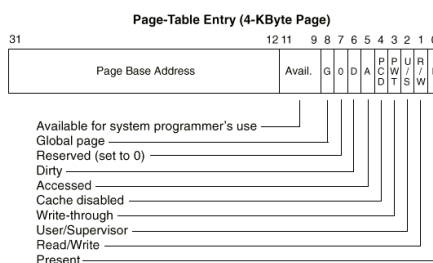 Page-Table Entry (4-KByte Page)
31 12 11 9 8 7 6 5 4 3 2 1
Page Base Address Avail. G 0 D A PCD PWT U/S R/W
Available for system programmer's use
Global page
Reserved (set to 0)
Dirty
Accessed
Cache disabled
Write-through
User/Supervisor
Read/Write
Present